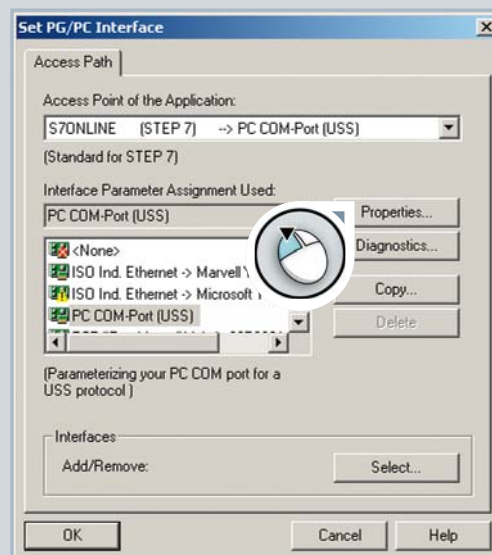 Set PG/PC Interface
Access Path
Access Point of the Application:
S7ONLINE (STEP 7) --> PC COM-Port (USS)
(Standard for STEP 7)
Interface Parameter Assignment Used:
PC COM-Port (USS)
Properties...
<None>
Diagnostics...
ISO Ind. Ethernet -> Marvell
ISO Ind. Ethernet -> Microsoft
Copy...
PC COM-Port (USS)
Delete
(Parameterizing your PC COM port for a
USS protocol )
Interfaces
Add/Remove:
Select...
OK
Cancel
Help